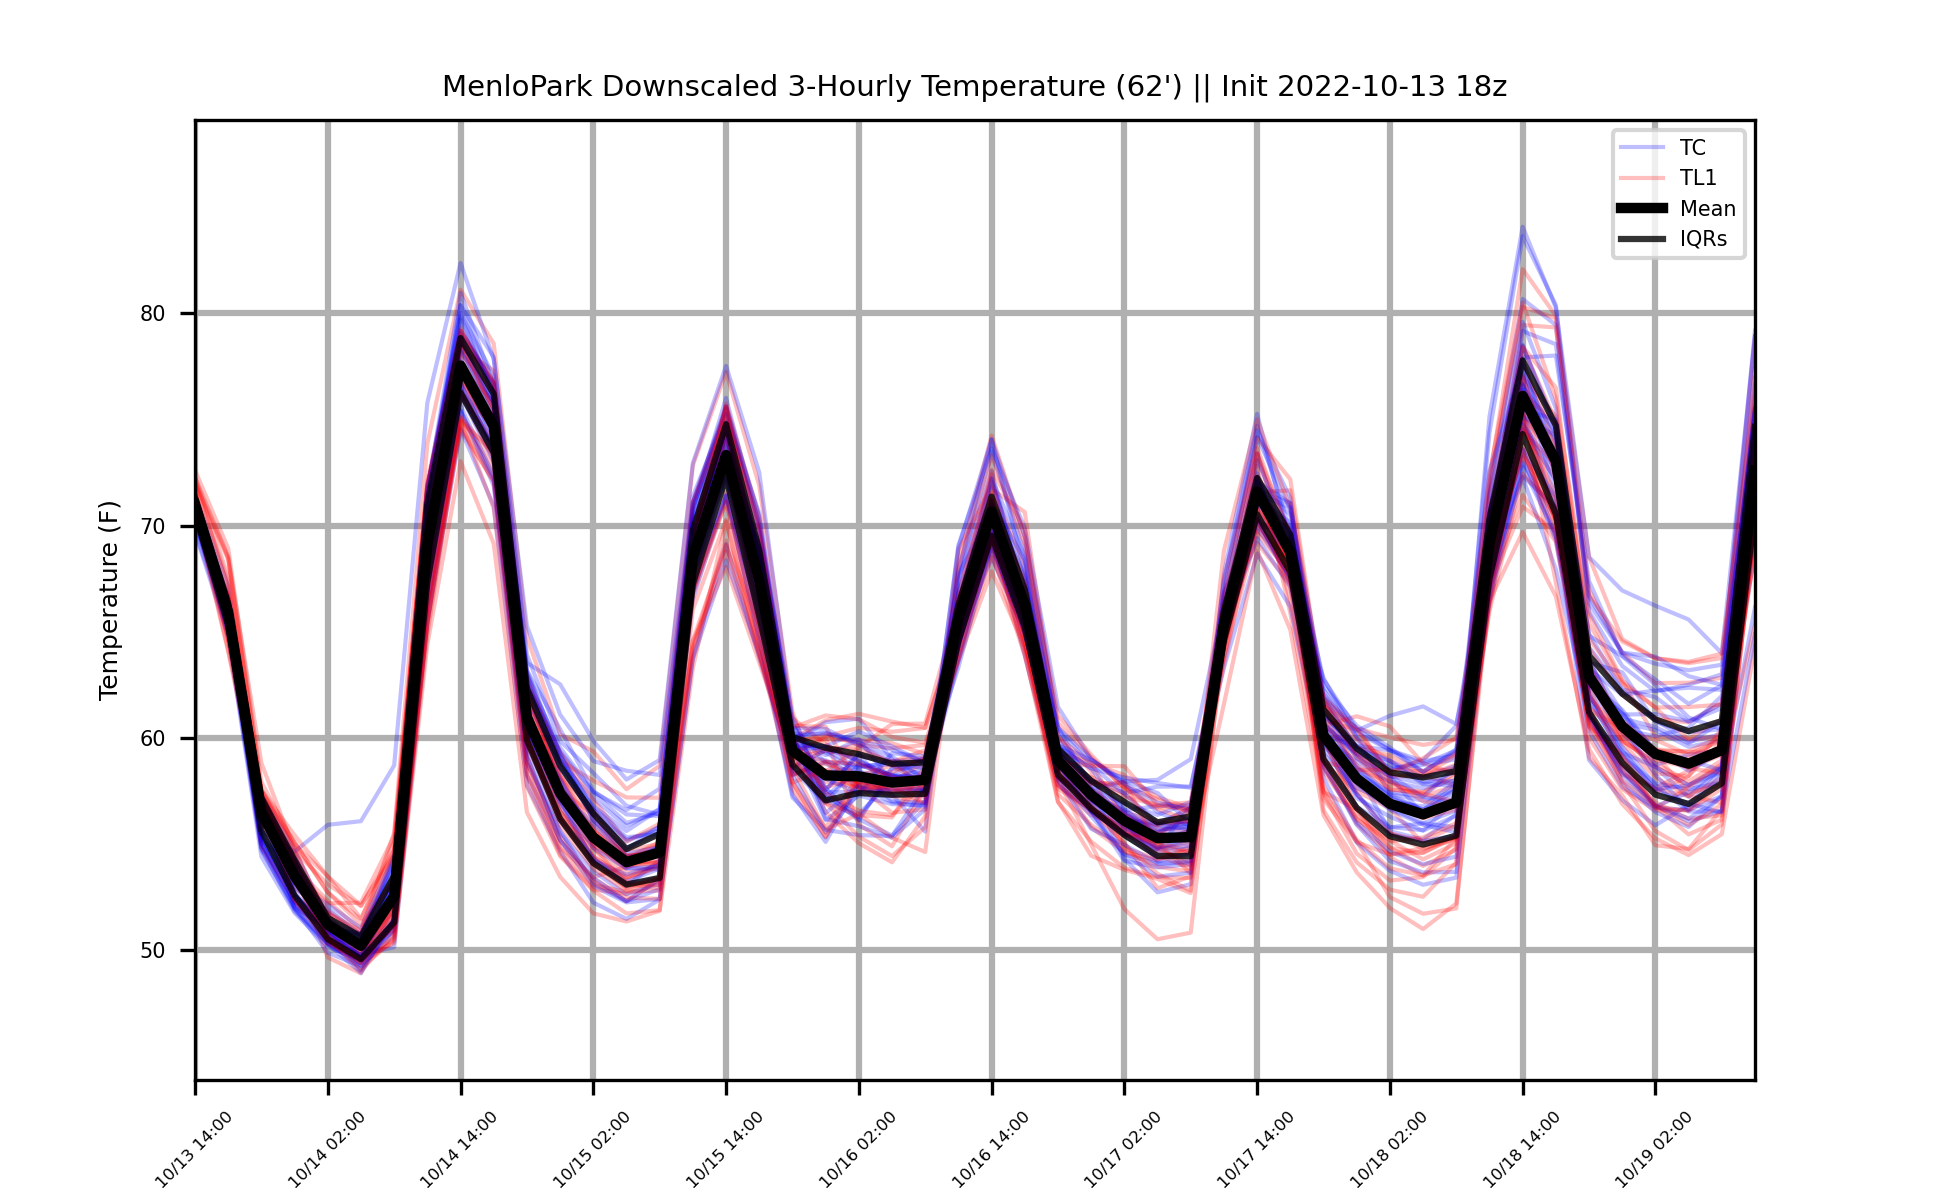 MenloPark Downscaled 3-Hourly Temperature (62') || Init 2022-10-13 18z
TC
TL1
Mean
IQRs
80
70
60
50
Temperature (F)
10/13 14:00
10/14 02:00
10/14 14:00
10/15 02:00
10/15 14:00
10/16 02:00
10/16 14:00
10/17 02:00
10/17 14:00
10/18 02:00
10/18 14:00
10/19 02:00